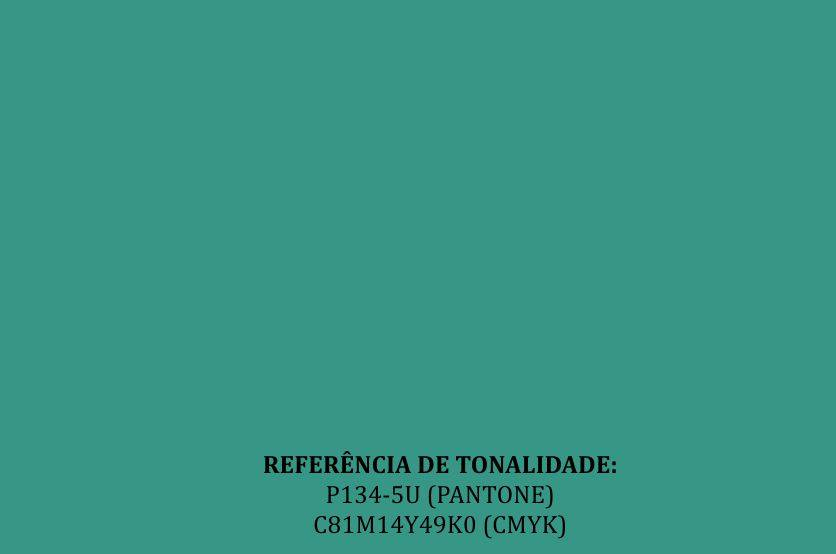 REFERÊNCIA DE TONALIDADE:
P134-5U (PANTONE)
C81M14Y49K0 (CMYK)